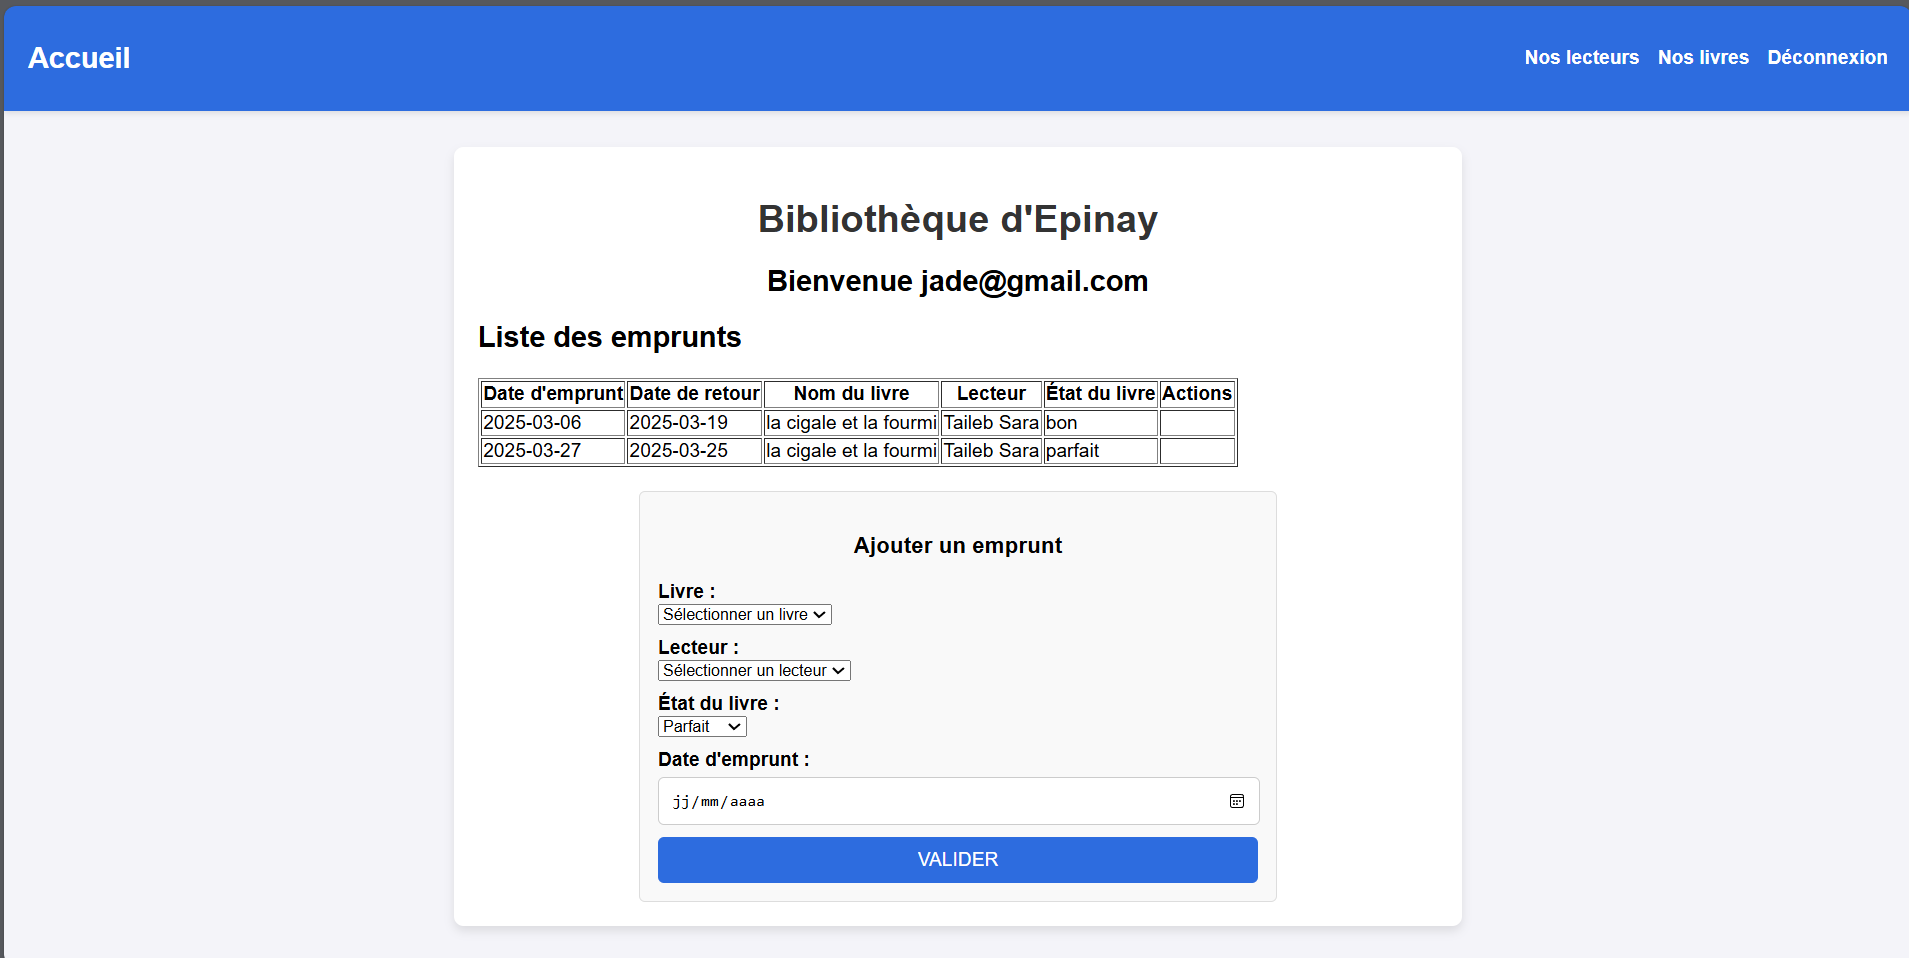 Accueil
Nos lecteurs Nos livres Déconnexion
Bibliothèque d'Epinay
Bienvenue jade@gmail.com
Liste des emprunts
Date d'emprunt Date de retour Nom du livre Lecteur État du livre Actions
2025-03-06 2025-03-19 la cigale et la fourmi Taileb Sara bon
2025-03-27 2025-03-25 la cigale et la fourmi Taileb Sara parfait
Ajouter un emprunt
Livre :
Sélectionner un livre
Lecteur :
Sélectionner un lecteur
État du livre :
Parfait
Date d'emprunt :
jj/mm/aaaa
VALIDER